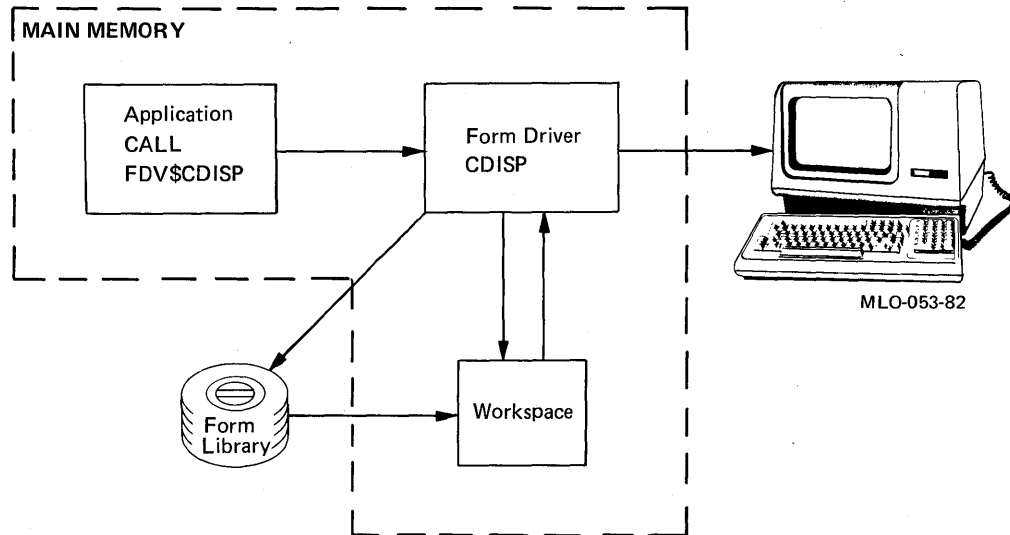 MAIN MEMORY
Application
CALL
FDV$CDISP
Form Driver
CDISP
MLO-053-82
Form
Library
Workspace